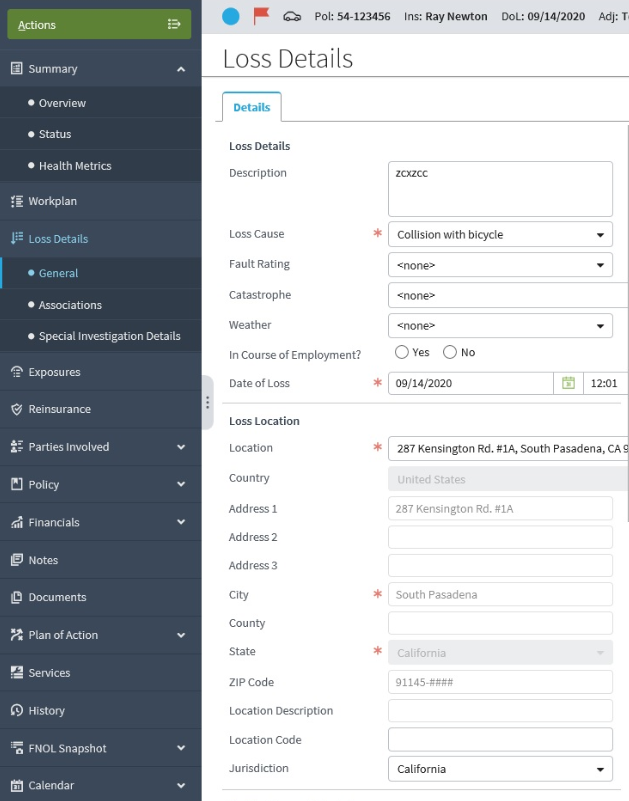 Actions
Summary
Overview
Status
Health Metrics
Workplan
Loss Details
General
Associations
Special Investigation Details
Exposures
Reinsurance
Parties Involved
Policy
Financials
Notes
Documents
Plan of Action
Services
History
FNOL Snapshot
Calendar
Pol: 54-123456 Ins: Ray Newton DoL: 09/14/2020 Adj:
Loss Details
Details
Loss Details
Description zcxzcc
Loss Cause * Collision with bicycle
Fault Rating <none>
Catastrophe <none>
Weather <none>
In Course of Employment? Yes No
Date of Loss * 09/14/2020 12:01
Loss Location
Location * 287 Kensington Rd. #1A, South Pasadena, CA 9
Country United States
Address 1 287 Kensington Rd. #1A
Address 2
Address 3
City * South Pasadena
County
State * California
ZIP Code 91145-####
Location Description
Location Code
Jurisdiction California